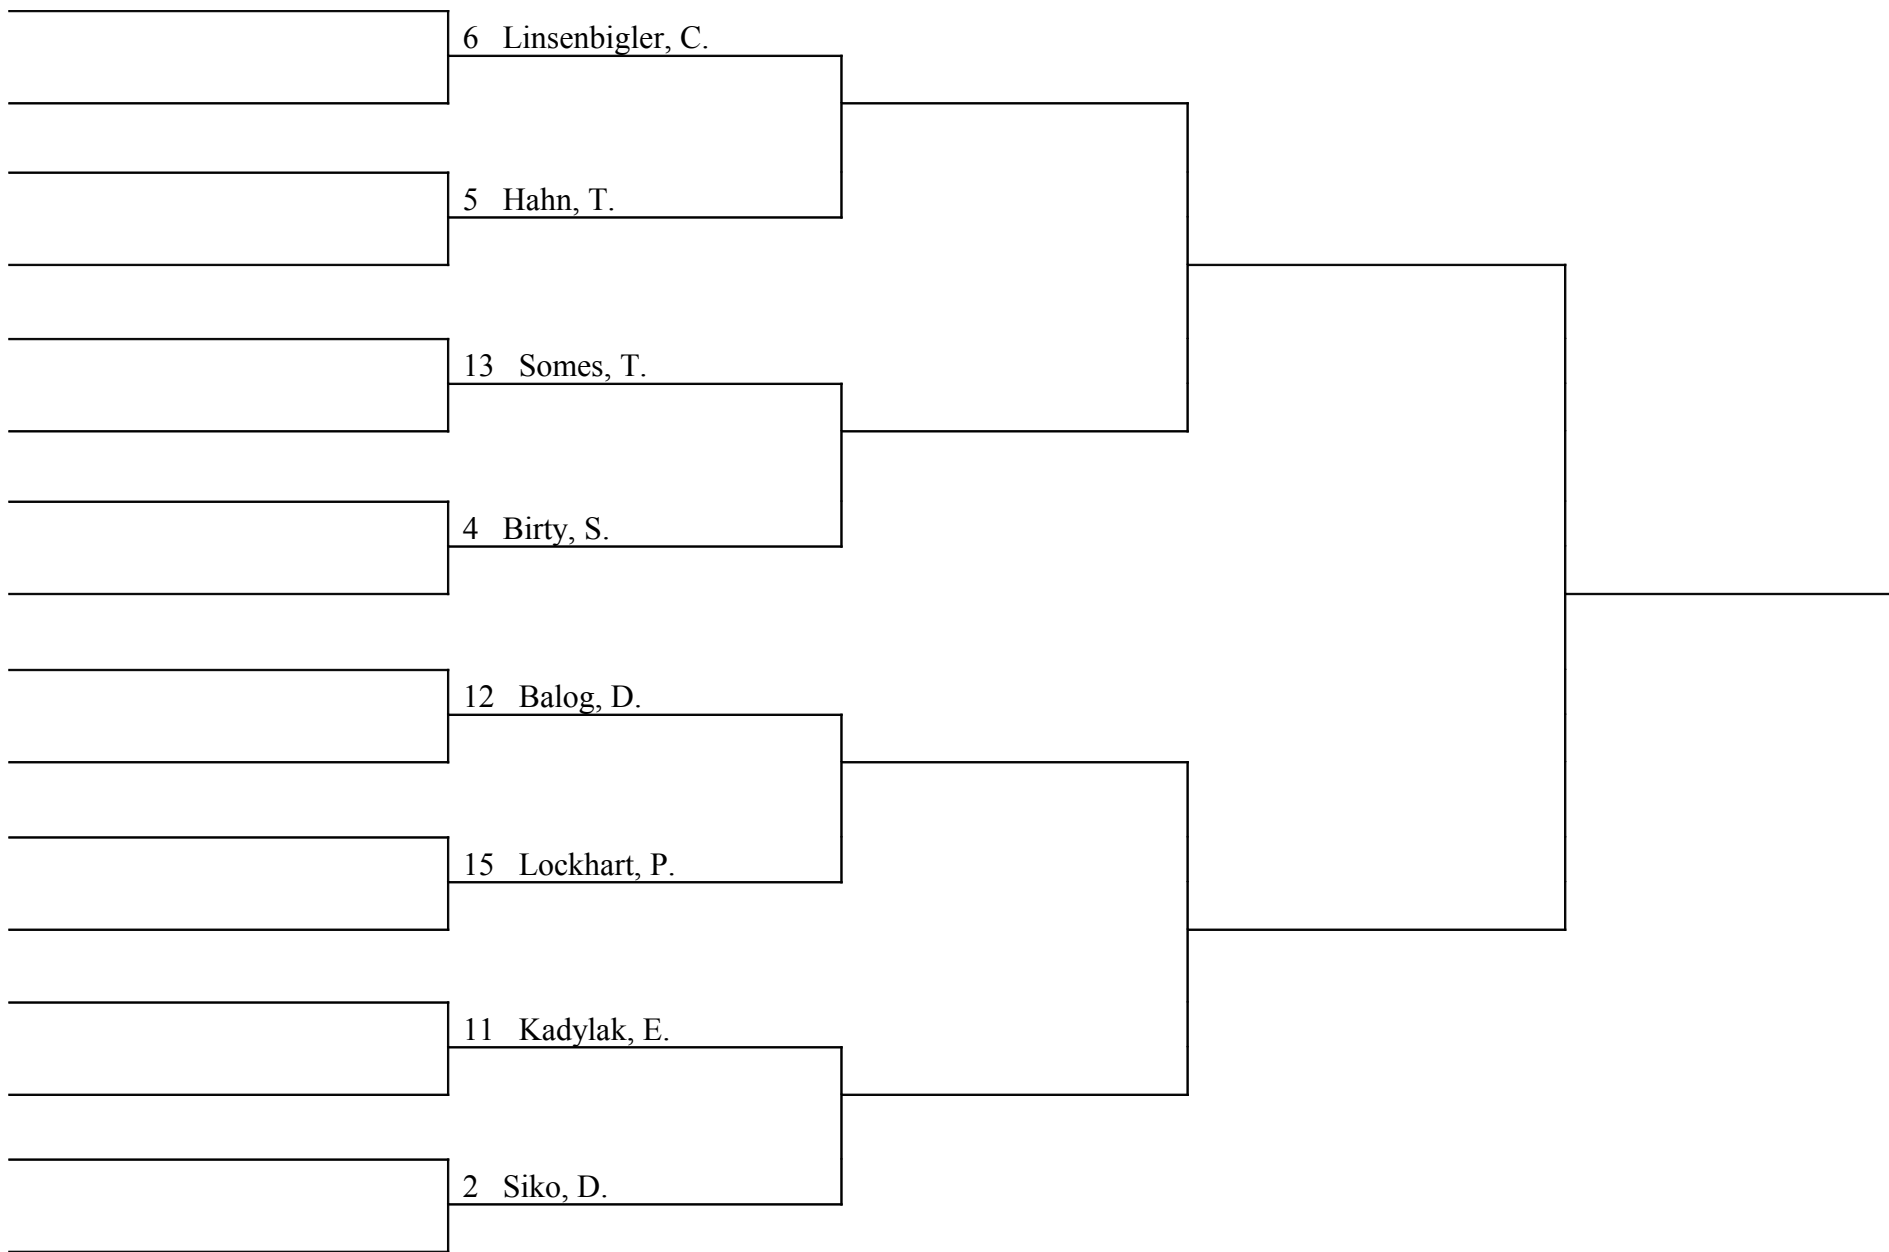 6 Linsenbigler, C.
5 Hahn, T.
13 Somes, T.
4 Birty, S.
12 Balog, D.
15 Lockhart, P.
11 Kadylak, E.
2 Siko, D.